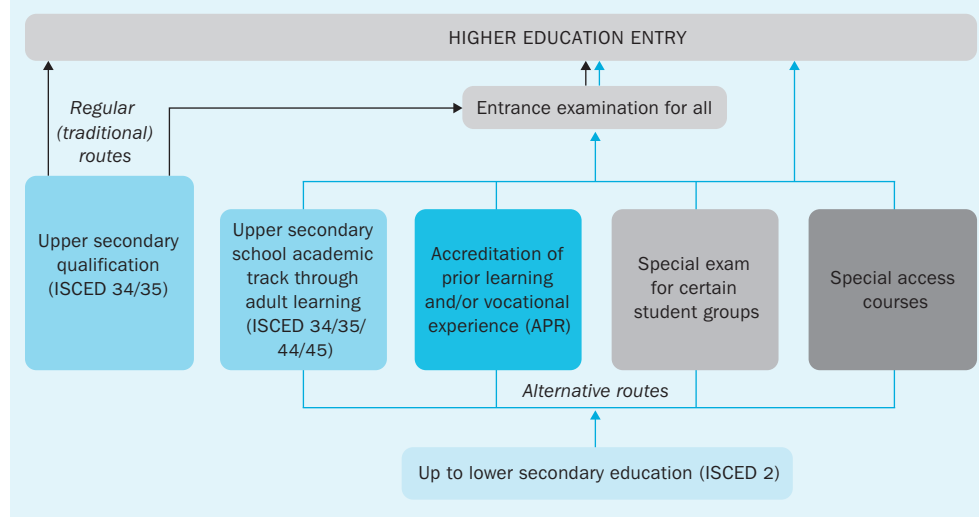 HIGHER EDUCATION ENTRY
Regular
(traditional)
routes
Entrance examination for all
Upper secondary
qualification
(ISCED 34/35)
Upper secondary
school academic
track through
adult learning
(ISCED 34/35/
44/45)
Accreditation of
prior learning
and/or vocational
experience (APR)
Special exam
for certain
student groups
Special access
courses
Alternative routes
Up to lower secondary education (ISCED 2)